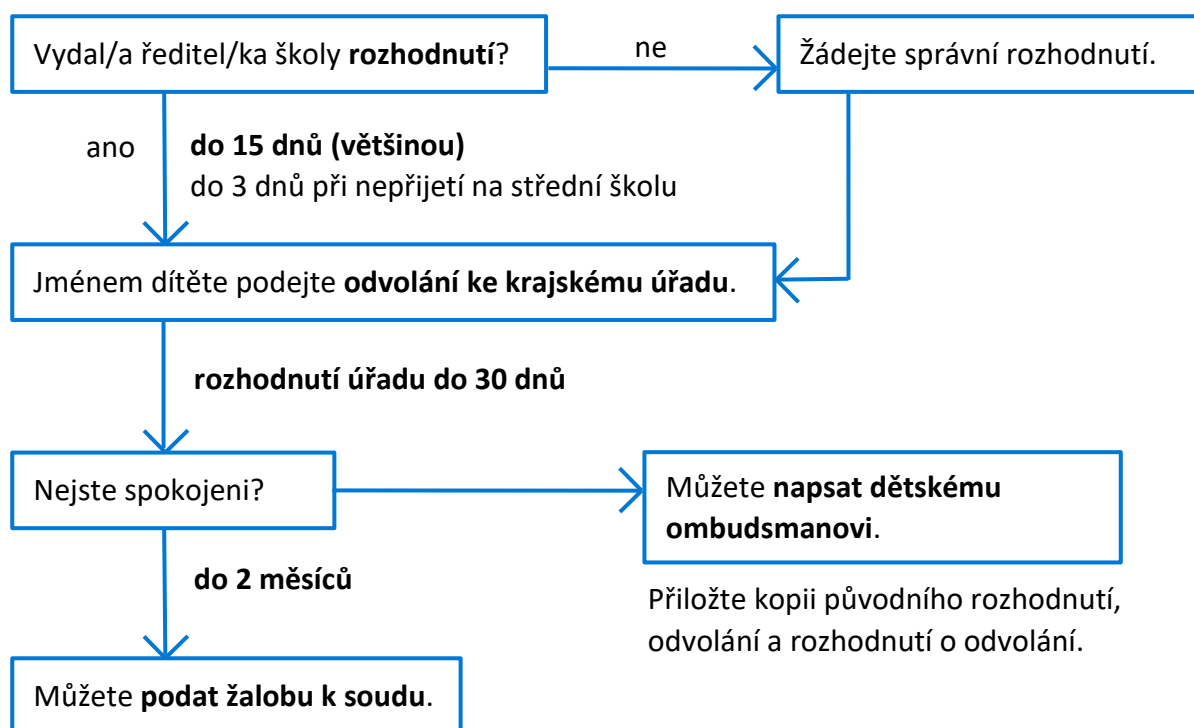 Vydal/a ředitel/ka školy rozhodnutí?
ne
Žádejte správní rozhodnutí.
ano
do 15 dnů (většinou)
do 3 dnů při nepřijetí na střední školu
Jménem dítěte podejte odvolání ke krajskému úřadu.
rozhodnutí úřadu do 30 dnů
Nejste spokojeni?
Můžete napsat dětskému
ombudsmanovi.
do 2 měsíců
Přiložte kopii původního rozhodnutí,
odvolání a rozhodnutí o odvolání.
Můžete podat žalobu k soudu.